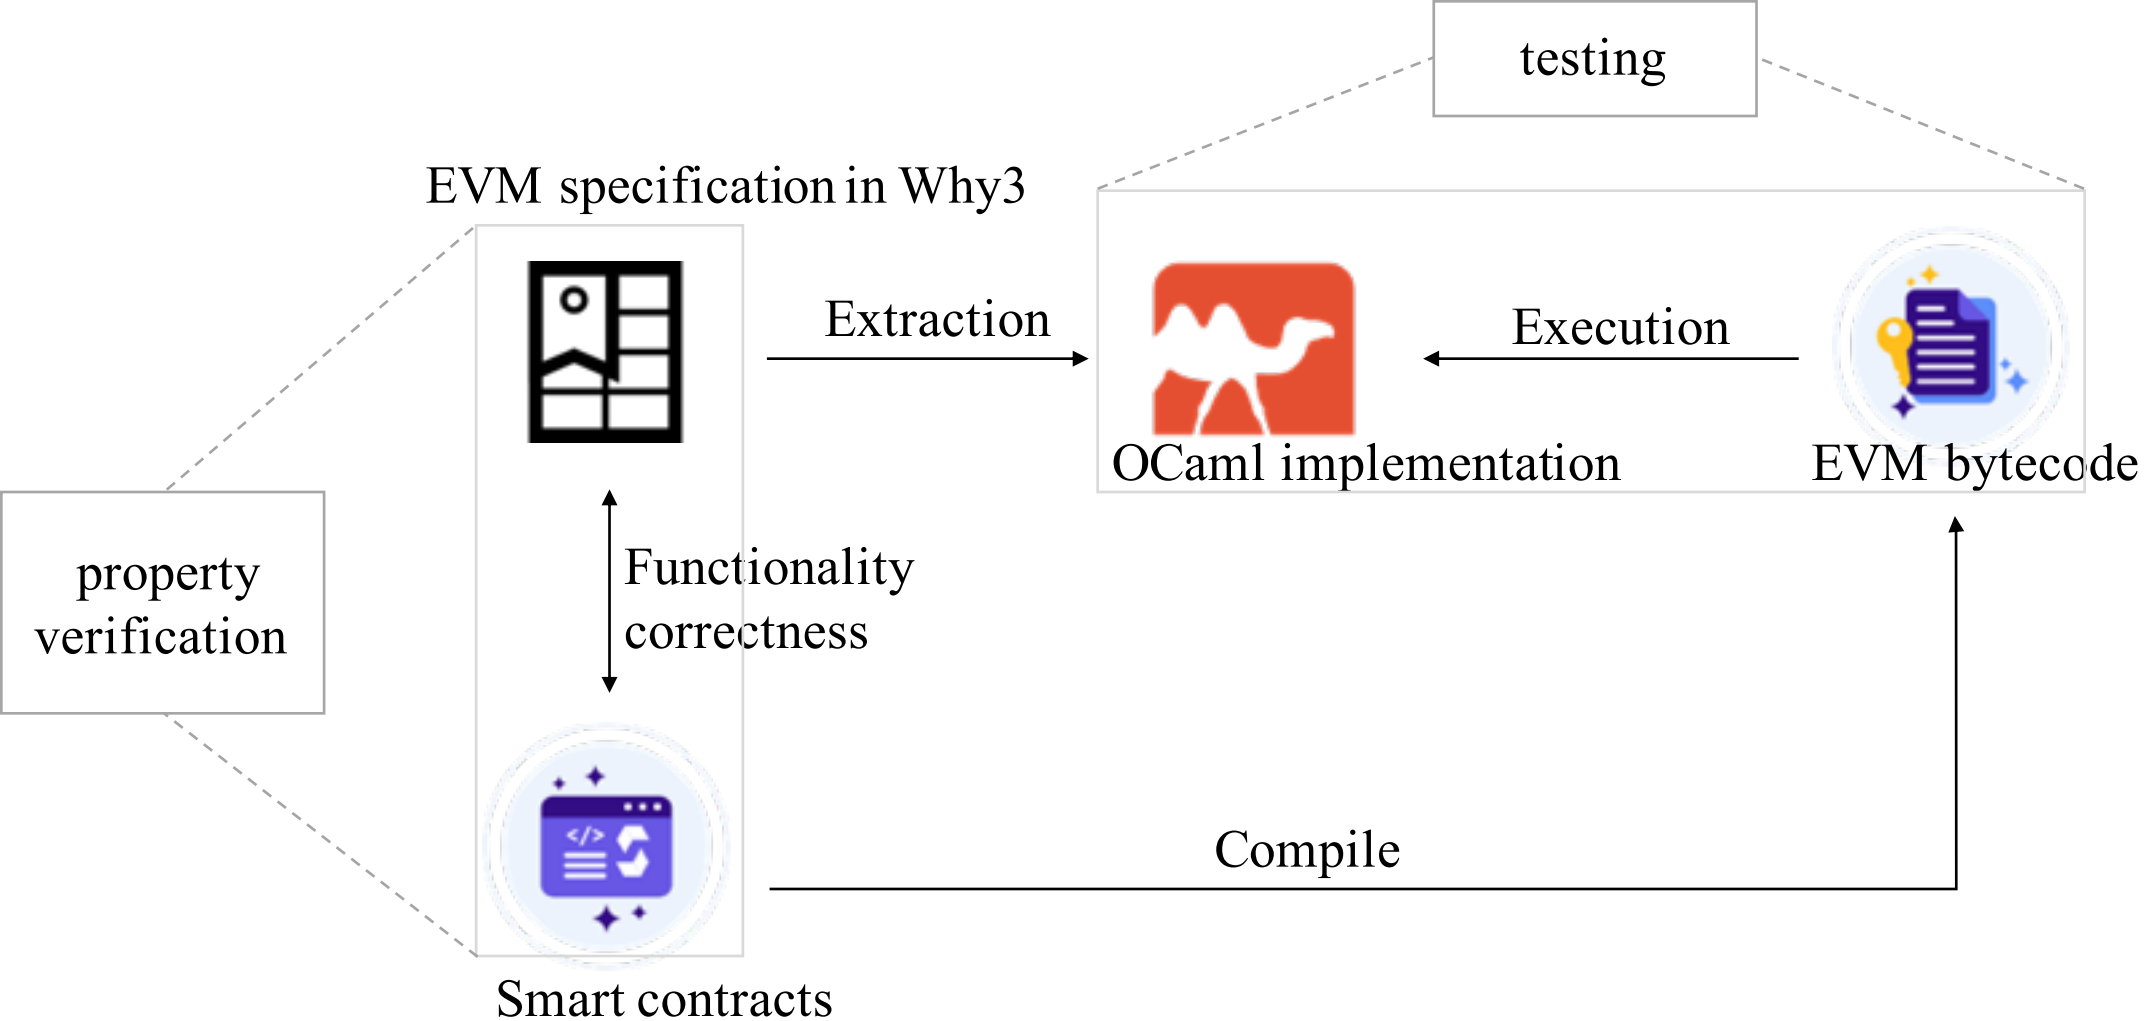 testing
EVM specification in Why3
Extraction
Execution
OCaml implementation
EVM bytecode
property
verification
Functionality
correctness
</>
Compile
Smart contracts